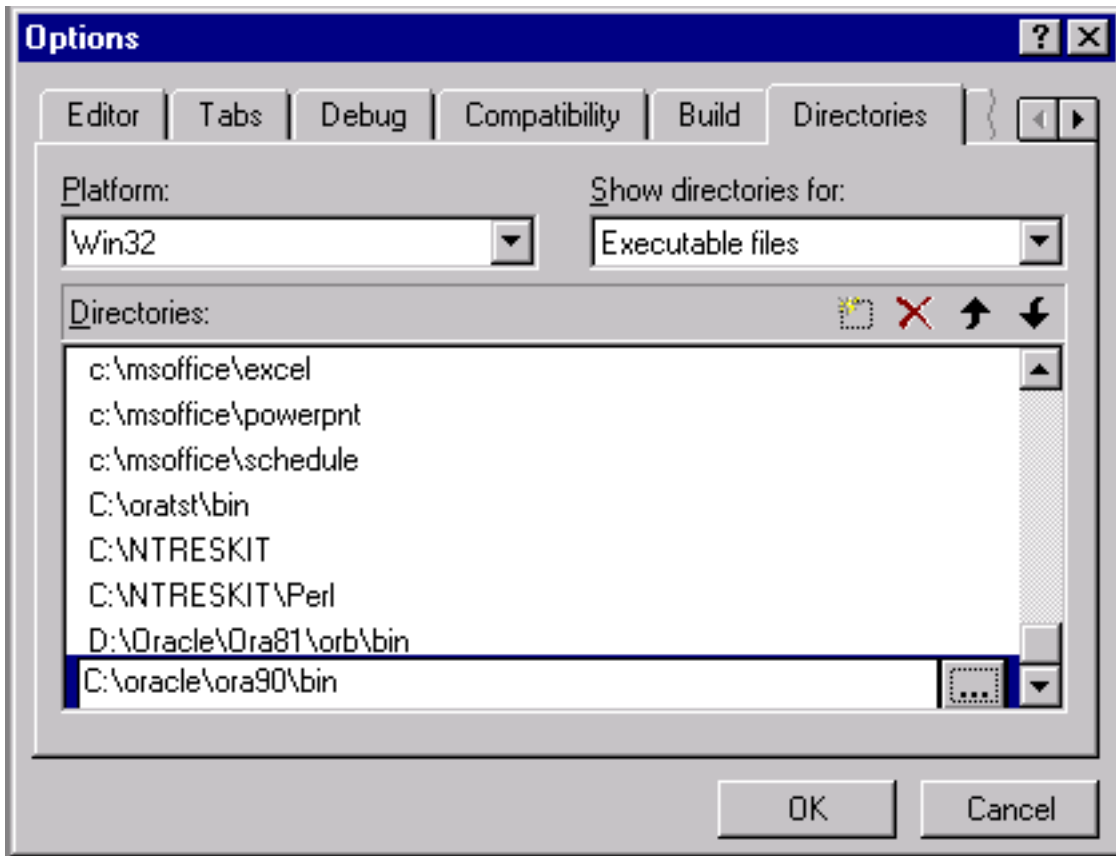 Options
Editor Tabs Debug Compatibility Build Directories
Platform: Show directories for:
Win32 Executable files
Directories:
c:\msoffice\excel
c:\msoffice\powerpnt
c:\msoffice\schedule
C:\oratst\bin
C:\NTRESKIT
C:\NTRESKIT\Perl
D:\Oracle\Ora81\orb\bin
C:\oracle\ora90\bin ...
OK Cancel